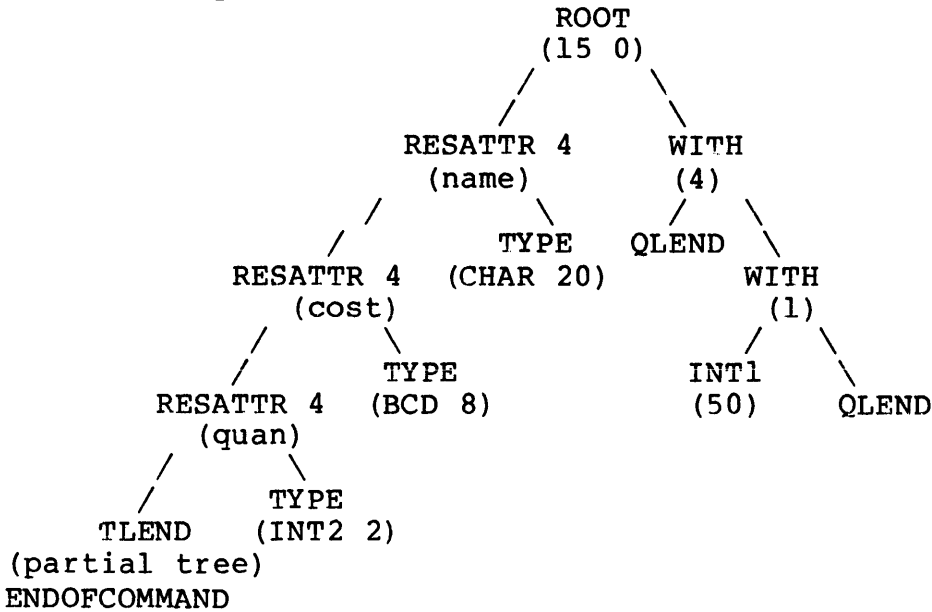 ROOT
(15 0)
RESATTR 4 WITH
(name) (4)
TYPE QLEND
RESATTR 4 (CHAR 20) WITH
(cost) (1)
TYPE INT1
RESATTR 4 (BCD 8) (50) QLEND
(quan)
TYPE
TLEND (INT2 2)
(partial tree)
ENDOFCOMMAND